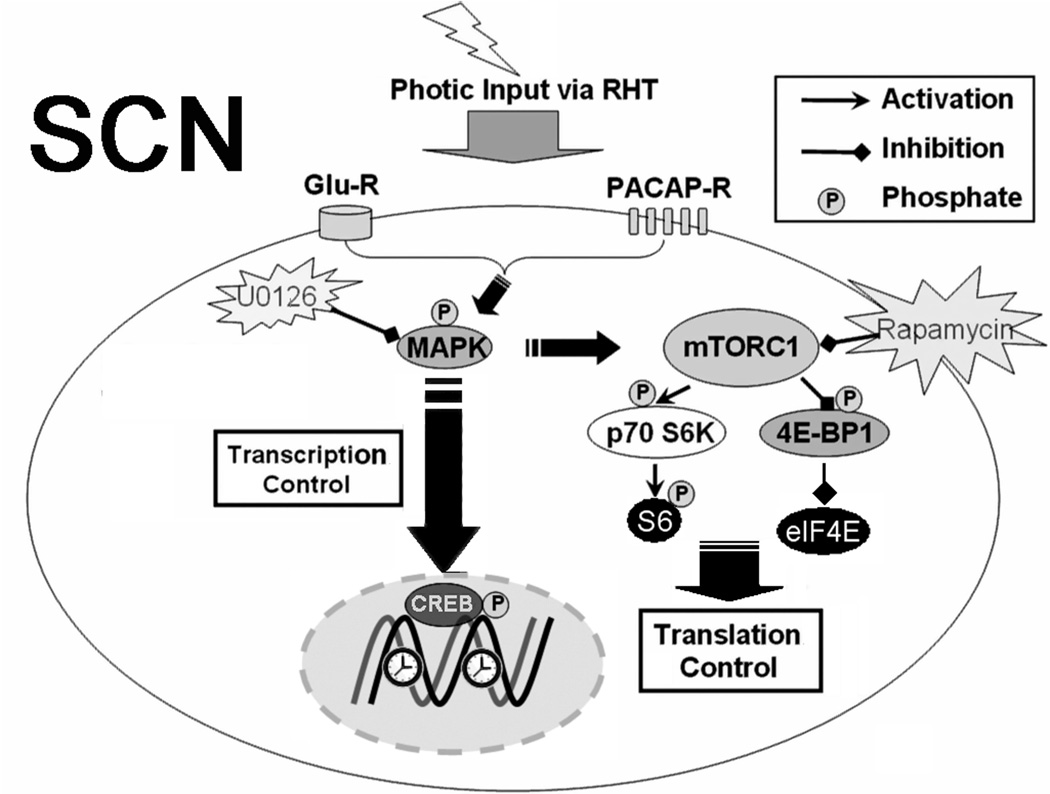 SCN
Photic Input via RHT
Activation
Inhibition
P Phosphate
Glu-R
PACAP-R
U0126
P
MAPK
mTORC1
Rapamycin
P
P
p70 S6K
4E-BP1
P
S6
eIF4E
Transcription
Control
CREB P
Translation
Control